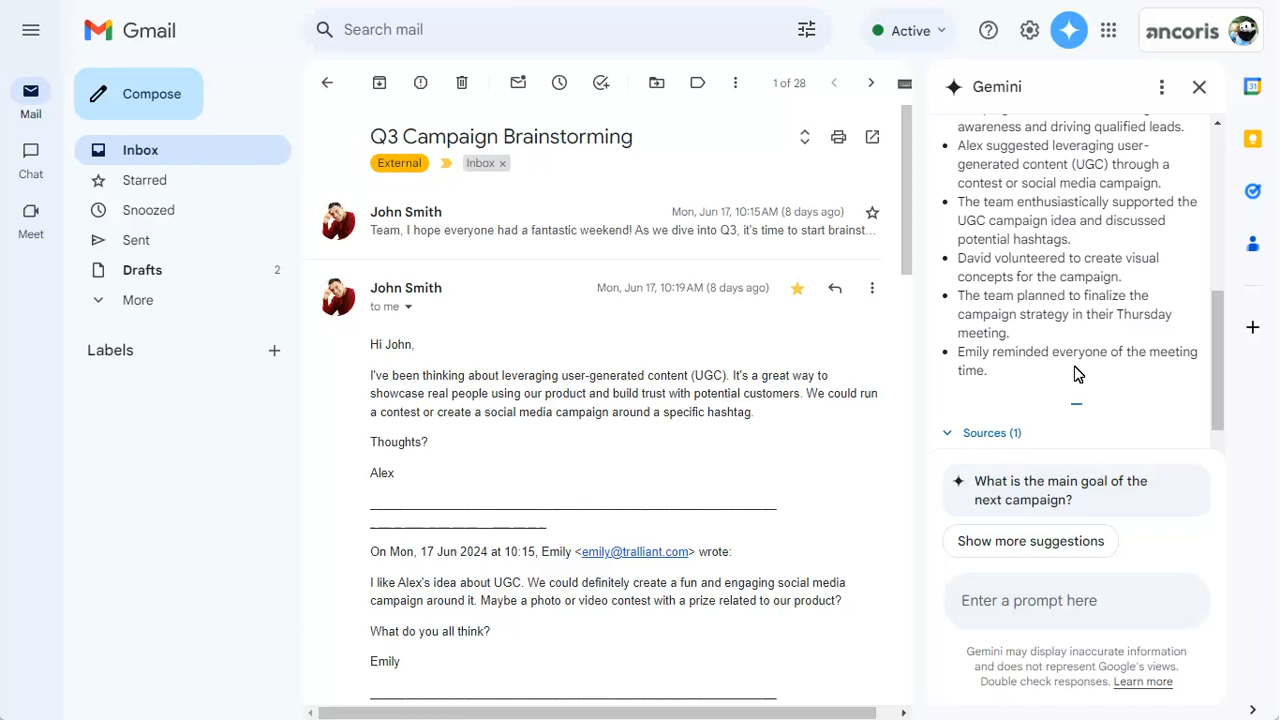 Gmail
Search mail
Active
ancoris
Mail
Chat
Meet
Compose
Inbox
Starred
Snoozed
Sent
Drafts
2
More
Labels
1 of 28
Q3 Campaign Brainstorming
External
Inbox x
John Smith
Mon, Jun 17, 10:15AM (8 days ago)
Team, I hope everyone had a fantastic weekend! As we dive into Q3, it's time to start brainst...
John Smith
Mon, Jun 17, 10:19AM (8 days ago)
to me
Hi John,
I've been thinking about leveraging user-generated content (UGC). It's a great way to
showcase real people using our product and build trust with potential customers. We could run
a contest or create a social media campaign around a specific hashtag.
Thoughts?
Alex
On Mon, 17 Jun 2024 at 10:15, Emily <emily@tralliant.com> wrote:
I like Alex's idea about UGC. We could definitely create a fun and engaging social media
campaign around it. Maybe a photo or video contest with a prize related to our product?
What do you all think?
Emily
Gemini
awareness and driving qualified leads.
• Alex suggested leveraging user-
generated content (UGC) through a
contest or social media campaign.
• The team enthusiastically supported the
UGC campaign idea and discussed
potential hashtags.
• David volunteered to create visual
concepts for the campaign.
• The team planned to finalize the
campaign strategy in their Thursday
meeting.
• Emily reminded everyone of the meeting
time.
Sources (1)
What is the main goal of the
next campaign?
Show more suggestions
Enter a prompt here
Gemini may display inaccurate information
and does not represent Google's views.
Double check responses. Learn more
31